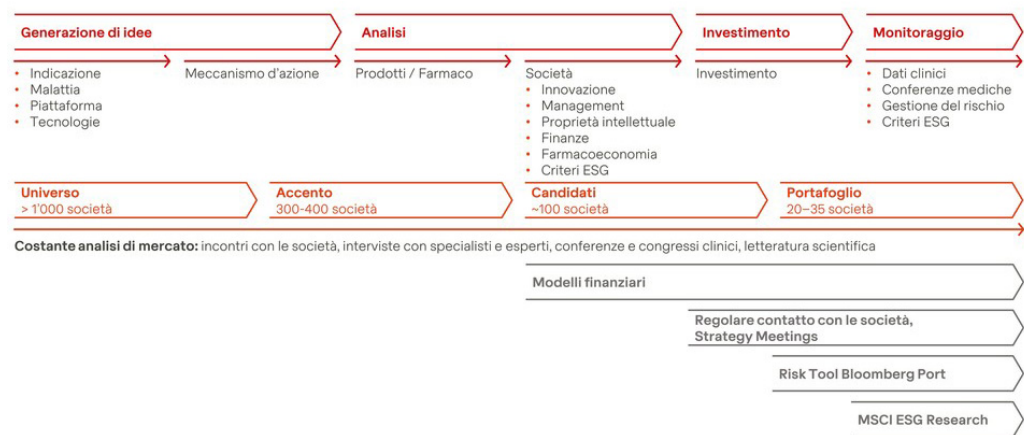 Generazione di idee
Analisi
Investimento
Monitoraggio
• Indicazione
• Malattia
• Piattaforma
• Tecnologie
Meccanismo d'azione
Prodotti / Farmaco
Società
• Innovazione
• Management
• Proprietà intellettuale
• Finanze
• Farmacoeconomia
• Criteri ESG
Investimento
• Dati clinici
• Conferenze mediche
• Gestione del rischio
• Criteri ESG
Universo
> 1'000 società
Accento
300-400 società
Candidati
~100 società
Portafoglio
20–35 società
Costante analisi di mercato: incontri con le società, interviste con specialisti e esperti, conferenze e congressi clinici, letteratura scientifica
Modelli finanziari
Regolare contatto con le società,
Strategy Meetings
Risk Tool Bloomberg Port
MSCI ESG Research